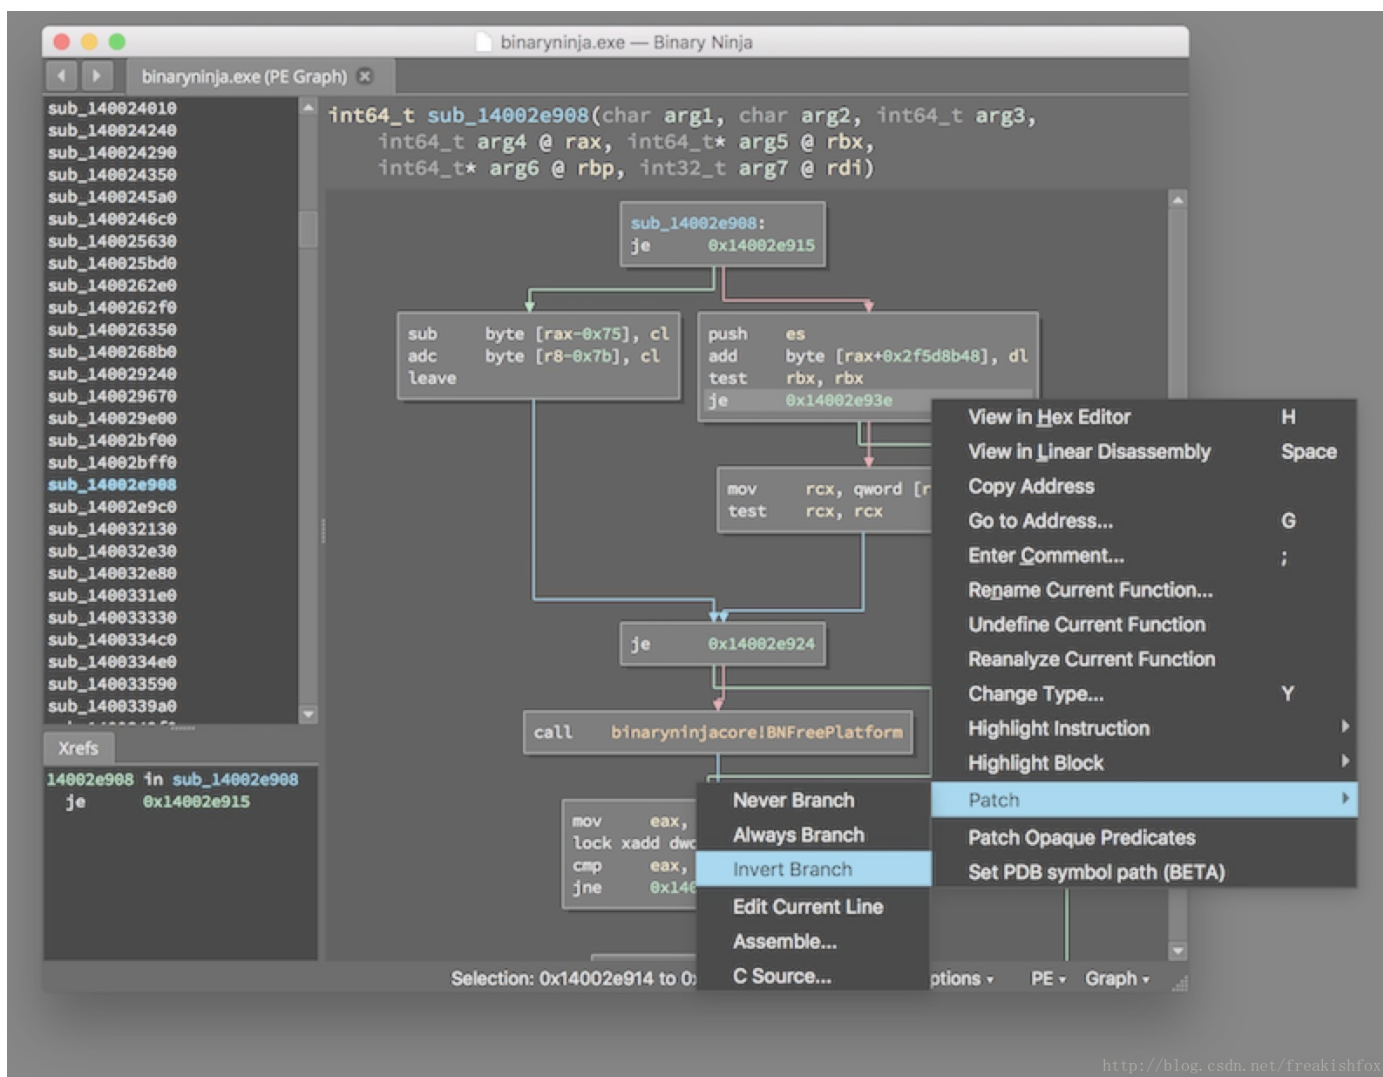 binaryninja.exe — Binary Ninja
binaryninja.exe (PE Graph)
sub_140024010
sub_140024240
sub_140024290
sub_140024350
sub_1400245a0
sub_1400246c0
sub_140025630
sub_140025bd0
sub_1400262e0
sub_1400262f0
sub_140026350
sub_1400268b0
sub_140029240
sub_140029670
sub_140029e00
sub_14002bf00
sub_14002bff0
sub_14002e908
sub_14002e9c0
sub_140032130
sub_140032e30
sub_140032e80
sub_1400331e0
sub_140033330
sub_1400334c0
sub_1400334e0
sub_140033590
sub_1400339a0
Xrefs
14002e908 in sub_14002e908
je 0x14002e915
int64_t sub_14002e908(char arg1, char arg2, int64_t arg3,
int64_t arg4 @ rax, int64_t* arg5 @ rbx,
int64_t* arg6 @ rbp, int32_t arg7 @ rdi)
sub_14002e908:
je 0x14002e915
sub byte [rax-0x75], cl
adc byte [r8-0x7b], cl
leave
push es
add byte [rax+0x2f5d8b48], dl
test rbx, rbx
je 0x14002e93e
mov rcx, qword [r
test rcx, rcx
je 0x14002e924
call binaryninjacore!BNFreePlatform
mov eax,
lock xadd dwo
cmp eax,
jne 0x140
View in Hex Editor H
View in Linear Disassembly Space
Copy Address
Go to Address... G
Enter Comment... ;
Rename Current Function...
Undefine Current Function
Reanalyze Current Function
Change Type... Y
Highlight Instruction
Highlight Block
Patch
Patch Opaque Predicates
Set PDB symbol path (BETA)
Never Branch
Always Branch
Invert Branch
Edit Current Line
Assemble...
C Source...
Selection: 0x14002e914 to 0x
ptions PE Graph
http://blog.csdn.net/freakishfox